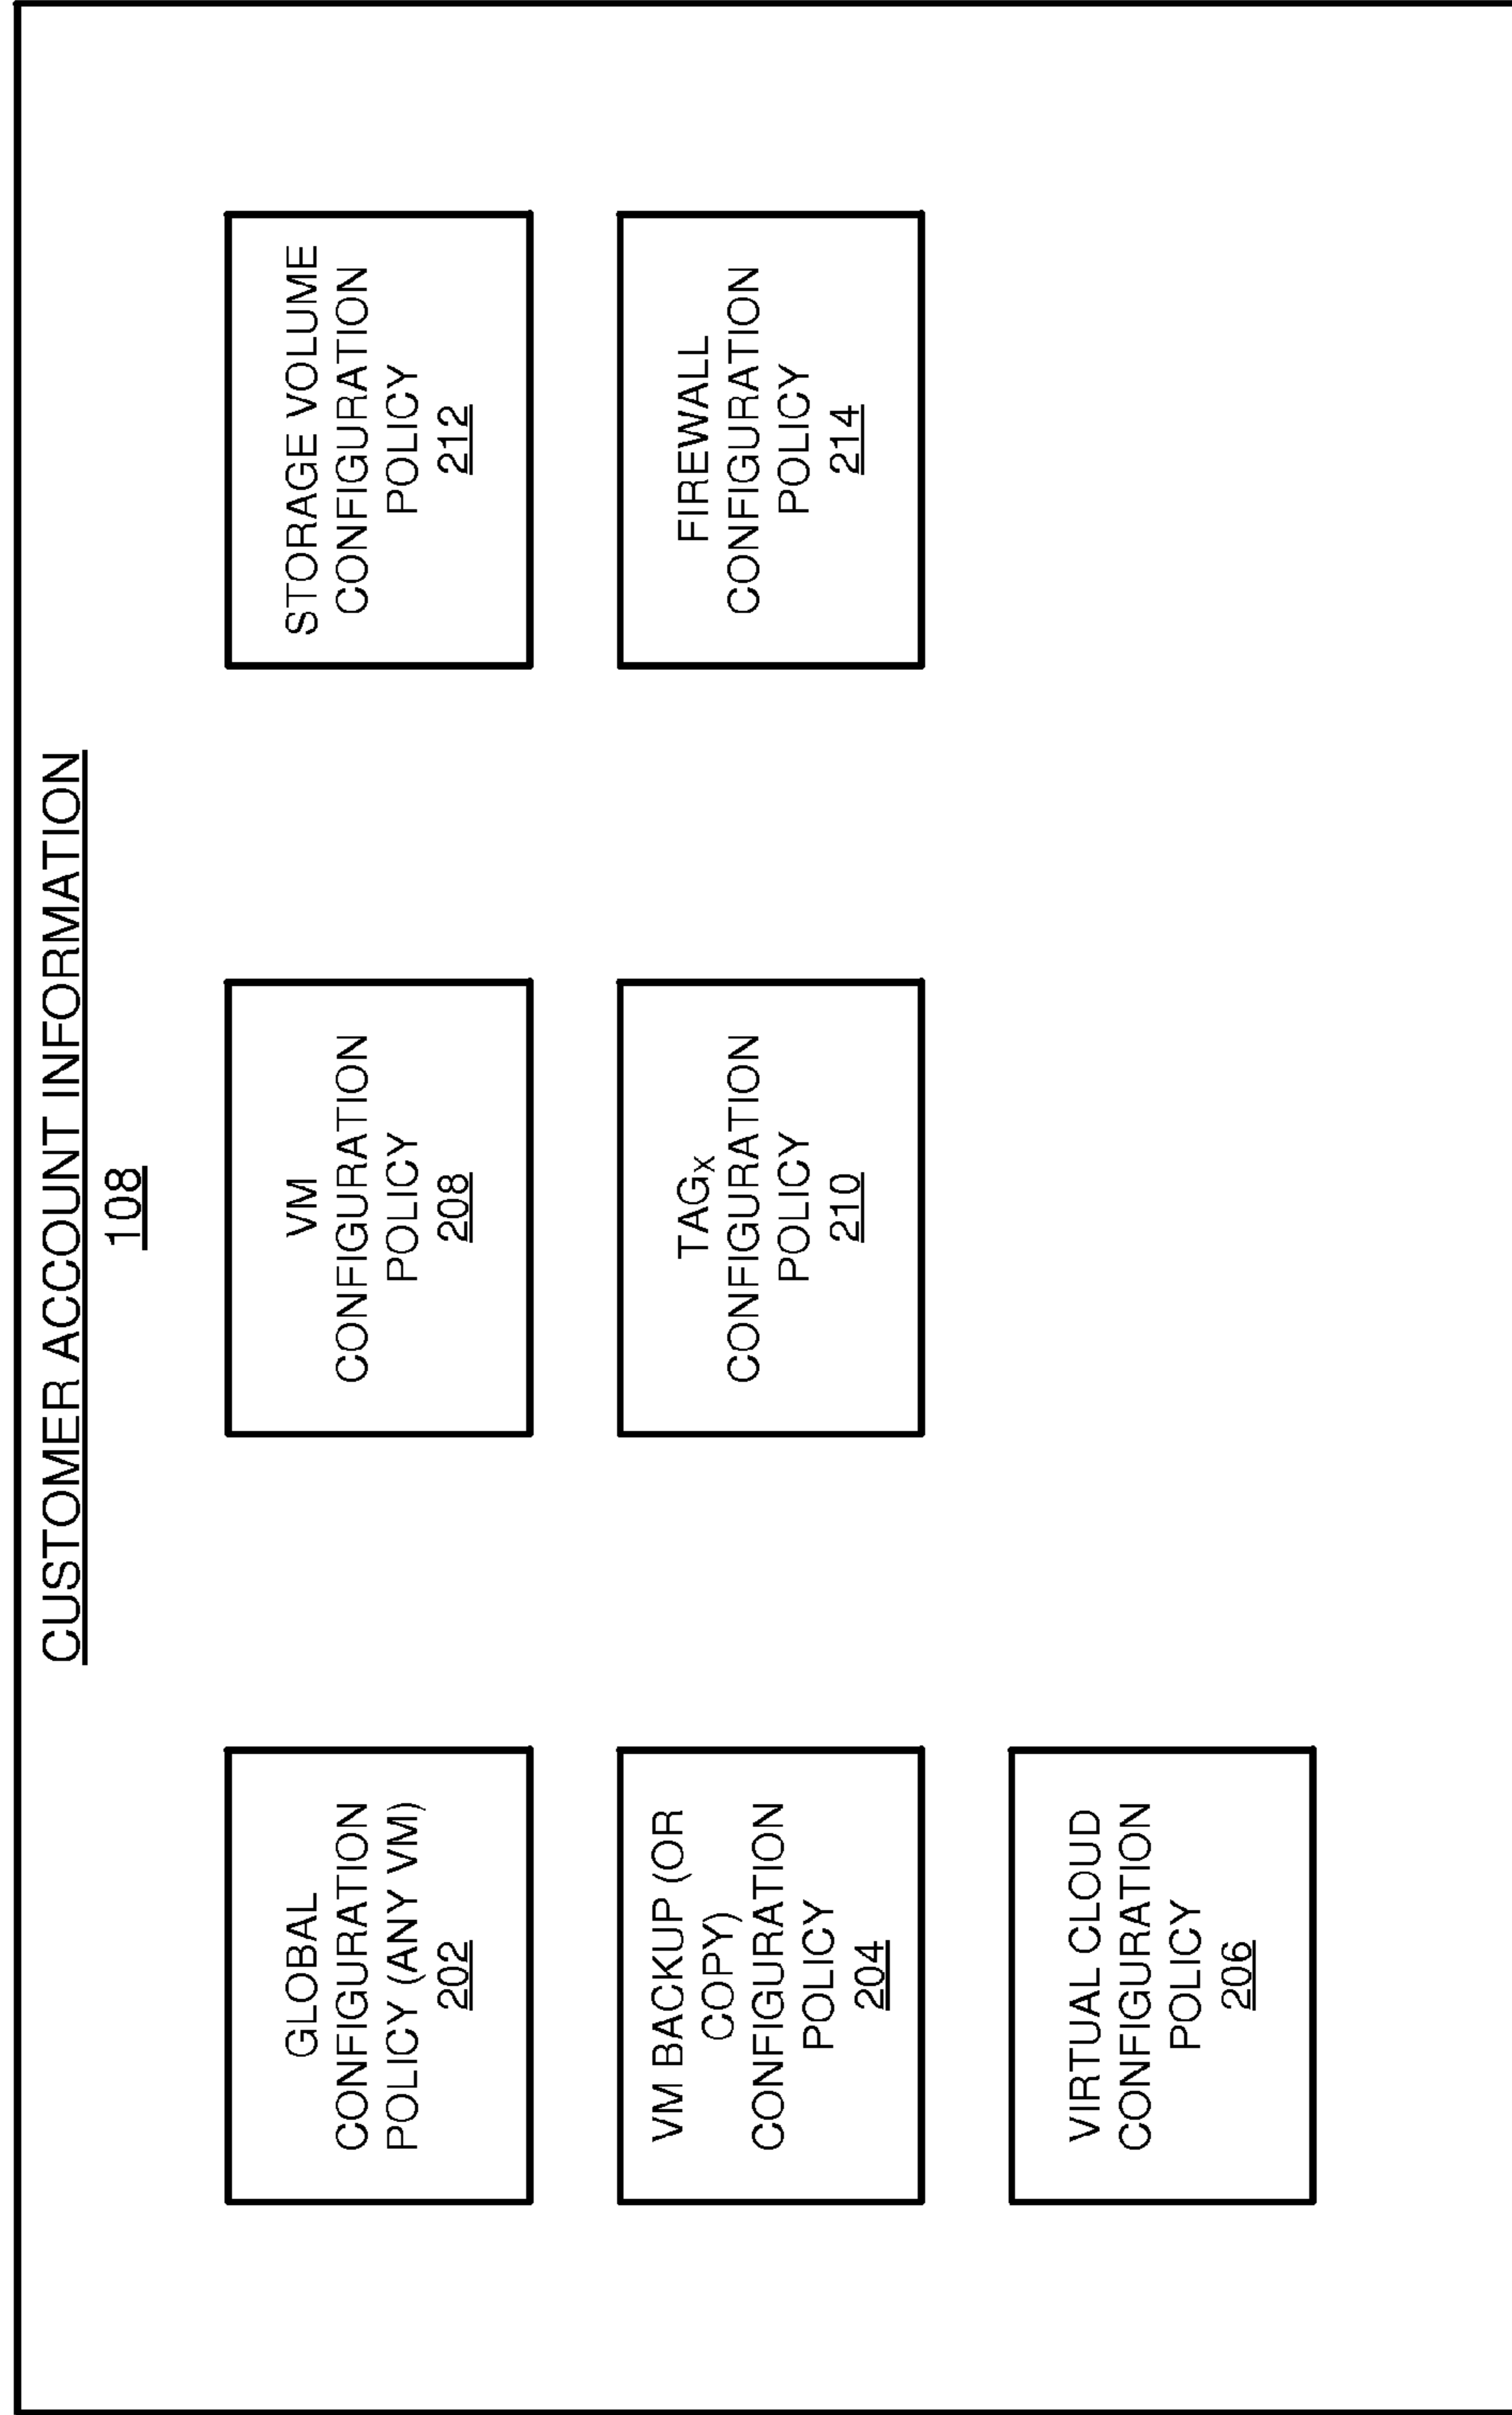 CUSTOMER ACCOUNT INFORMATION
108
GLOBAL
CONFIGURATION
POLICY (ANY VM)
202
VM BACKUP (OR
COPY)
CONFIGURATION
POLICY
204
VIRTUAL CLOUD
CONFIGURATION
POLICY
206
VM
CONFIGURATION
POLICY
208
TAGX
CONFIGURATION
POLICY
210
STORAGE VOLUME
CONFIGURATION
POLICY
212
FIREWALL
CONFIGURATION
POLICY
214